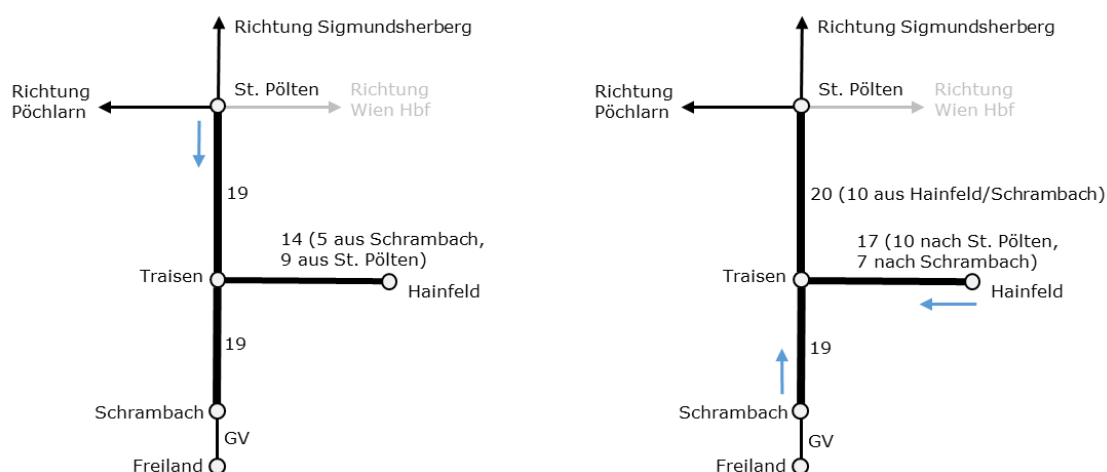 Richtung Sigmundsherberg
St. Pölten
Richtung
Pöchlarn
Richtung
Wien Hbf
19
14 (5 aus Schrambach,
9 aus St. Pölten)
Traisen
Hainfeld
19
Schrambach
GV
Freiland
Richtung Sigmundsherberg
St. Pölten
Richtung
Pöchlarn
Richtung
Wien Hbf
20 (10 aus Hainfeld/Schrambach)
17 (10 nach St. Pölten,
7 nach Schrambach)
Traisen
Hainfeld
19
Schrambach
GV
Freiland